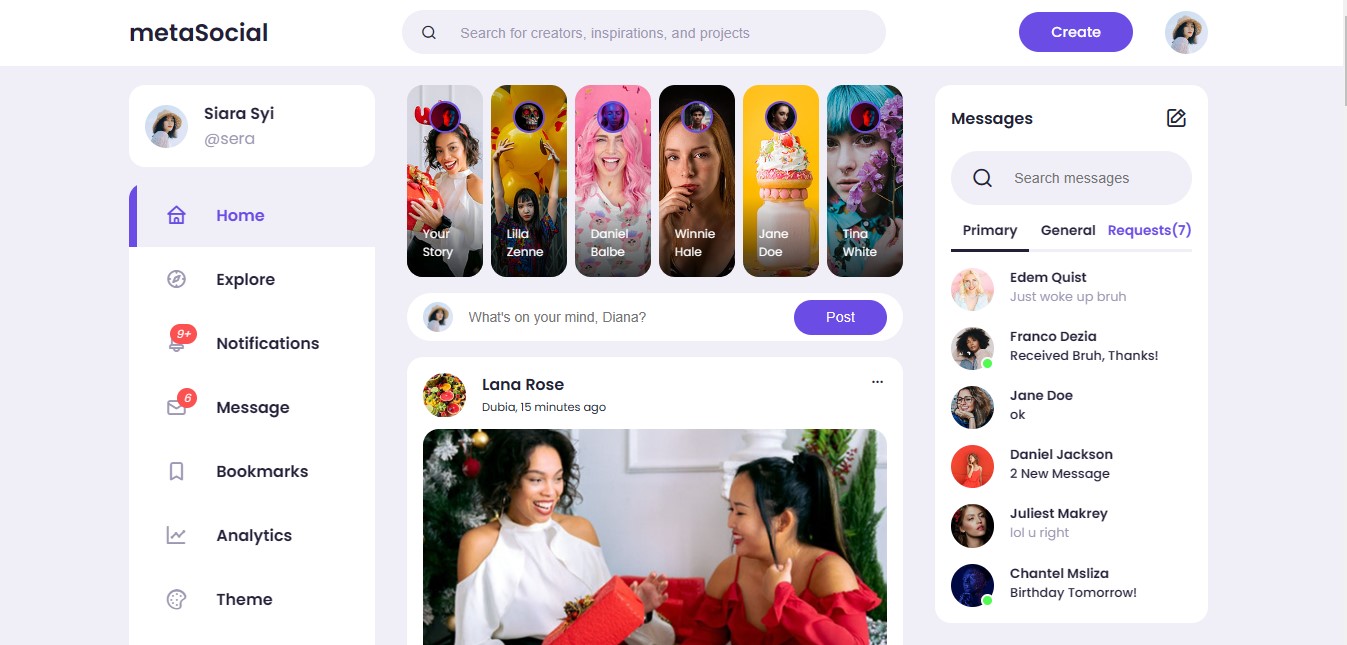 metaSocial
Search for creators, inspirations, and projects
Create
Siara Syi
@sera
Home
Explore
9+
Notifications
6
Message
Bookmarks
Analytics
Theme
Your
Story
Lilla
Zenne
Daniel
Balbe
Winnie
Hale
Jane
Doe
Tina
White
What's on your mind, Diana?
Post
Lana Rose
Dubia, 15 minutes ago
Messages
Search messages
Primary General Requests(7)
Edem Quist
Just woke up bruh
Franco Dezia
Received Bruh, Thanks!
Jane Doe
ok
Daniel Jackson
2 New Message
Juliest Makrey
lol u right
Chantel Msliza
Birthday Tomorrow!